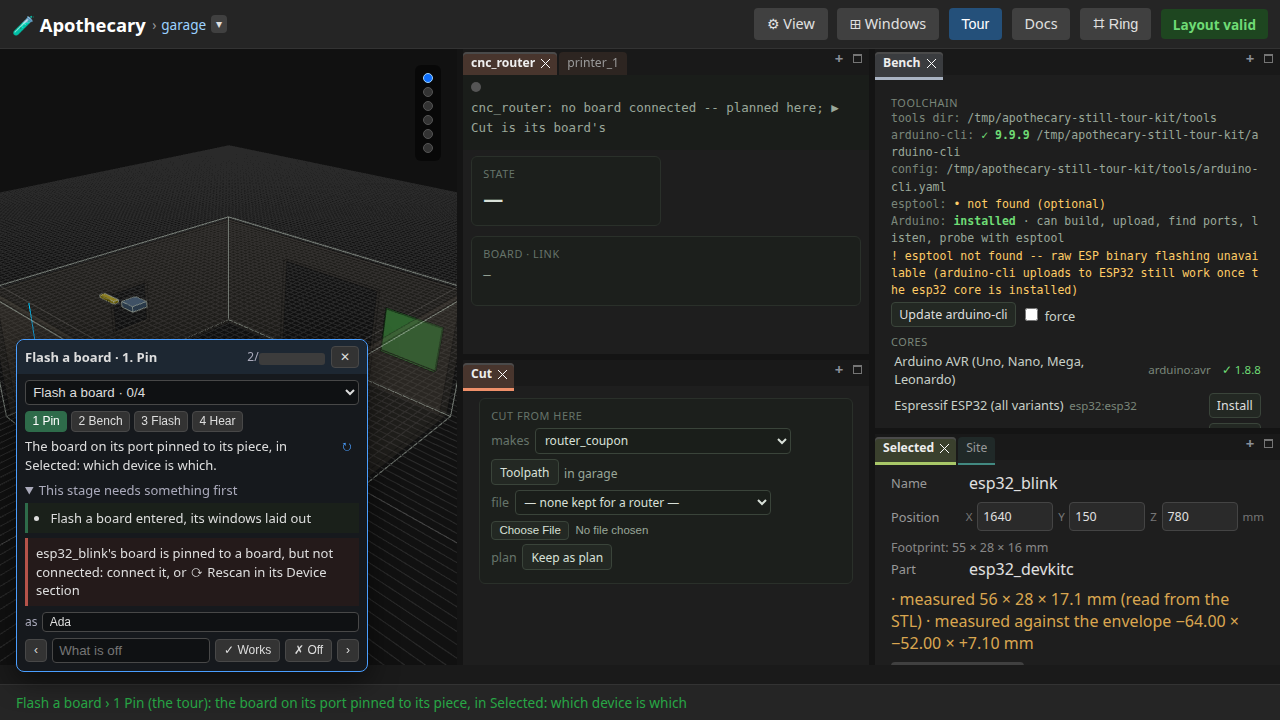 Apothecary › garage ▾
⚙ View
⊞ Windows
Tour
Docs
⌗ Ring
Layout valid
cnc_router
printer_1
cnc_router: no board connected -- planned here; ▶
Cut is its board's
STATE
—
BOARD · LINK
—
Cut
CUT FROM HERE
makes router_coupon
Toolpath in garage
file — none kept for a router —
Choose File No file chosen
plan Keep as plan
Bench
TOOLCHAIN
tools dir: /tmp/apothecary-still-tour-kit/tools
arduino-cli: ✓ 9.9.9 /tmp/apothecary-still-tour-kit/a
rduino-cli
config: /tmp/apothecary-still-tour-kit/tools/arduino-
cli.yaml
esptool: • not found (optional)
Arduino: installed · can build, upload, find ports, l
isten, probe with esptool
! esptool not found -- raw ESP binary flashing unavai
lable (arduino-cli uploads to ESP32 still work once t
he esp32 core is installed)
Update arduino-cli force
CORES
Arduino AVR (Uno, Nano, Mega,
Leonardo)
arduino:avr ✓ 1.8.8
Espressif ESP32 (all variants) esp32:esp32 Install
Selected
Site
Name esp32_blink
Position X 1640 Y 150 Z 780 mm
Footprint: 55 × 28 × 16 mm
Part esp32_devkitc
· measured 56 × 28 × 17.1 mm (read from the
STL) · measured against the envelope −64.00 ×
−52.00 × +7.10 mm
Flash a board · 1. Pin 2/ ✕
Flash a board · 0/4
1 Pin
2 Bench
3 Flash
4 Hear
The board on its port pinned to its piece, in
Selected: which device is which.
▼ This stage needs something first
• Flash a board entered, its windows laid out
esp32_blink's board is pinned to a board, but not
connected: connect it, or ⟳ Rescan in its Device
section
as Ada
‹ What is off ✓ Works ✗ Off ›
Flash a board › 1 Pin (the tour): the board on its port pinned to its piece, in Selected: which device is which